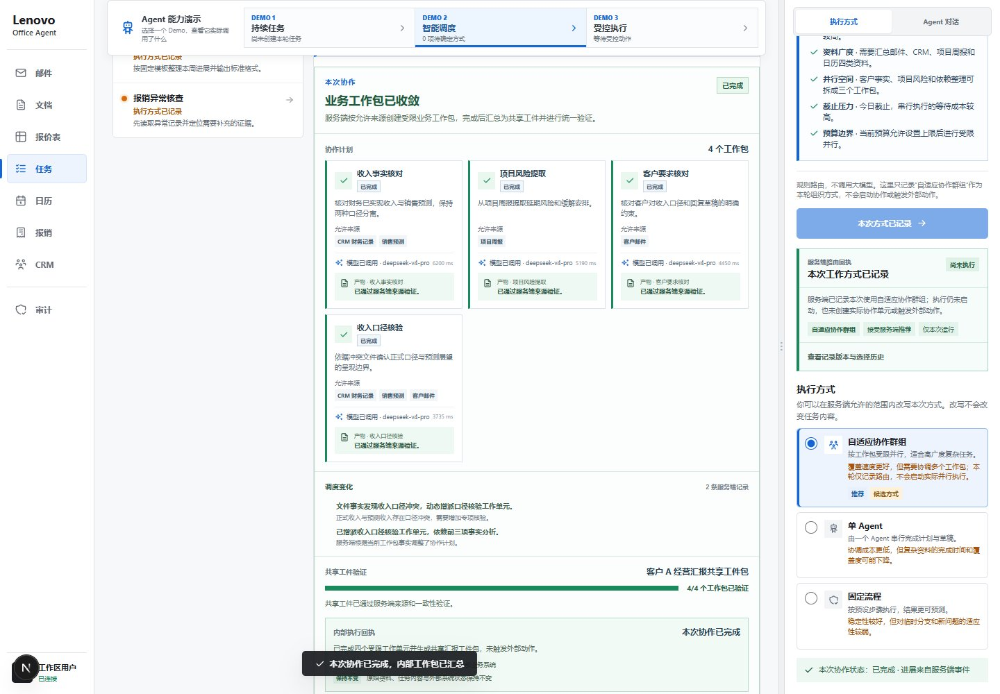 Lenovo
Office Agent
邮件
文档
报价表
任务
日历
报销
CRM
审计
N
工作区用户
已连接
Agent 能力演示
选择一个 Demo，查看它实际调
用了什么
DEMO 1
持续任务
尚未创建本轮任务
DEMO 2
智能调度
0 项待确定方式
DEMO 3
受控执行
等待受控动作
执行方式已记录
按固定模板整理本周进展并输出标准格式。
报销异常核查
执行方式已记录
先读取异常记录并定位需要补充的证据。
本次协作
业务工作包已收敛
已完成
服务端按允许来源创建受限业务工作包，完成后汇总为共享工件并进行统一验证。
协作计划
4 个工作包
收入事实核对
已完成
核对财务已实现收入与销售预测，保持
两种口径分离。
允许来源
CRM 财务记录
销售预测
模型已调用 · deepseek-v4-pro 6200 ms
产物 · 收入事实核对
已通过服务端来源验证。
项目风险提取
已完成
从项目周报提取延期风险和缓解安排。
允许来源
项目周报
模型已调用 · deepseek-v4-pro 5190 ms
产物 · 项目风险提取
已通过服务端来源验证。
客户要求核对
已完成
核对客户对收入口径和回复草稿的明确
约束。
允许来源
客户邮件
模型已调用 · deepseek-v4-pro 4450 ms
产物 · 客户要求核对
已通过服务端来源验证。
收入口径核验
已完成
依据冲突文件确认正式口径与预测展望
的呈现边界。
允许来源
CRM 财务记录
销售预测
客户邮件
模型已调用 · deepseek-v4-pro 3735 ms
产物 · 收入口径核验
已通过服务端来源验证。
调度变化
2 条服务端记录
文件事实发现收入口径冲突，动态增派口径核验工作单元。
正式收入与预测收入存在口径冲突，需要增加专项核验。
已增派收入口径核验工作单元，依赖前三项事实分析。
服务端根据当前工作包事实调整了协作计划。
共享工件验证
客户 A 经营汇报共享工件包
4/4 个工作包已验证
共享工件已通过服务端来源和一致性验证。
内部执行回执
本次协作已完成
已完成四个受限工作单元并生成共享汇报工件包，未触发外部动作。
务系统
保持不变
原始资料、任务内容与外部系统状态保持不变
本次协作已完成，内部工作包已汇总
执行方式
Agent 对话
较高。
资料广度 · 需要汇总邮件、CRM、项目周报和
日历四类资料。
并行空间 · 客户事实、项目风险和依赖整理可
拆成三个工作包。
截止压力 · 今日截止，串行执行的等待成本较
高。
预算边界 · 当前预算允许设置上限后进行受限
并行。
规则路由，不调用大模型。这里只记录“自适应协作群组”作为
本轮组织方式，不会启动协作或触发外部动作。
本次方式已记录
服务端路由回执
本次工作方式已记录
尚未执行
服务端已记录本次使用自适应协作群组；执行仍未启
动，也未创建实际协作单元或触发外部动作。
自适应协作群组
接受服务端推荐
仅本次运行
查看记录版本与选择历史
执行方式
你可以在服务端允许的范围内改写本次方式。改写不会改
变任务内容。
自适应协作群组
按工作包受限并行，适合高广度复杂任务。
覆盖速度更好，但需要协调多个工作包；本
轮仅记录路由，不会启动实际并行执行。
推荐
候选方式
单 Agent
由一个 Agent 串行完成计划与草稿。
协调成本更低，但复杂资料的完成时间和覆
盖度可能下降。
固定流程
按预设步骤执行，结果更可预测。
稳定性较好，但对临时分支和新问题的适应
性较弱。
本次协作状态：已完成 · 进展来自服务端事件